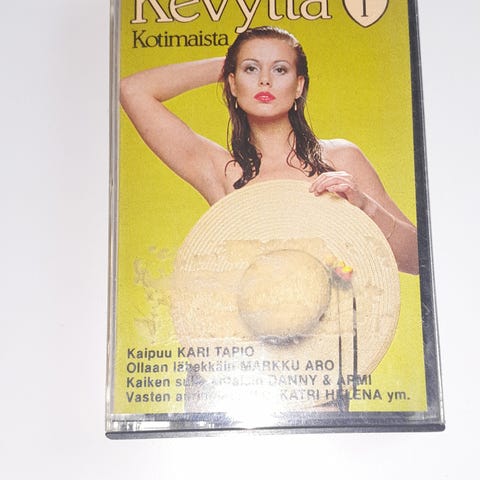 Kevyttä 1
Kotimaista
Kaipuu KARI TAPIO
Ollaan lähekkäin MARKKU ARO
Kaiken DANNY & ARMI
Vasten KATRI HELENA ym.